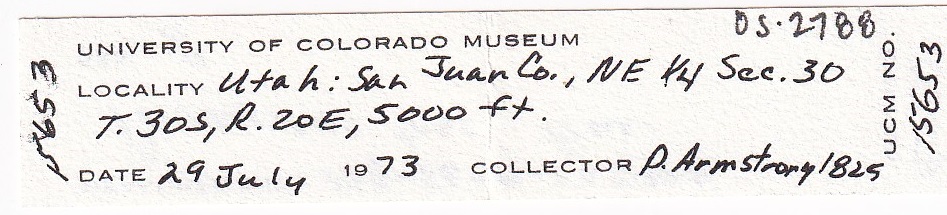 OS-2788
UNIVERSITY OF COLORADO MUSEUM
LOCALITY Utah: San Juan Co., NE 1/4 Sec. 30
T. 30S, R. 20E, 5000 ft.
DATE 29 July 1973 COLLECTOR D. Armstrong 1825
15653
UCM NO. 15653